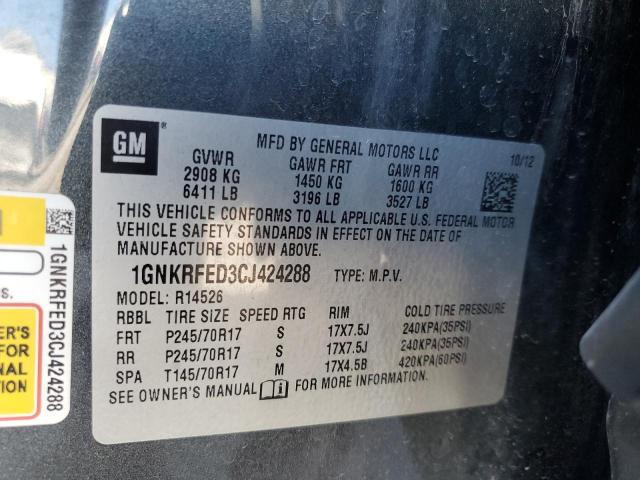 GM
®
MFD BY GENERAL MOTORS LLC
10/12
GVWR GAWR FRT GAWR RR
2908 KG 1450 KG 1600 KG
6411 LB 3196 LB 3527 LB
THIS VEHICLE CONFORMS TO ALL APPLICABLE U.S. FEDERAL MOTOR
VEHICLE SAFETY STANDARDS IN EFFECT ON THE DATE OF
MANUFACTURE SHOWN ABOVE.
1GNKRFED3CJ424288 TYPE: M.P.V.
MODEL: R14526
RBBL TIRE SIZE SPEED RTG RIM COLD TIRE PRESSURE
FRT P245/70R17 S 17X7.5J 240KPA(35PSI)
RR P245/70R17 S 17X7.5J 240KPA(35PSI)
SPA T145/70R17 M 17X4.5B 420KPA(60PSI)
SEE OWNER'S MANUAL FOR MORE INFORMATION.
1GNKRFED3CJ424288
FOR